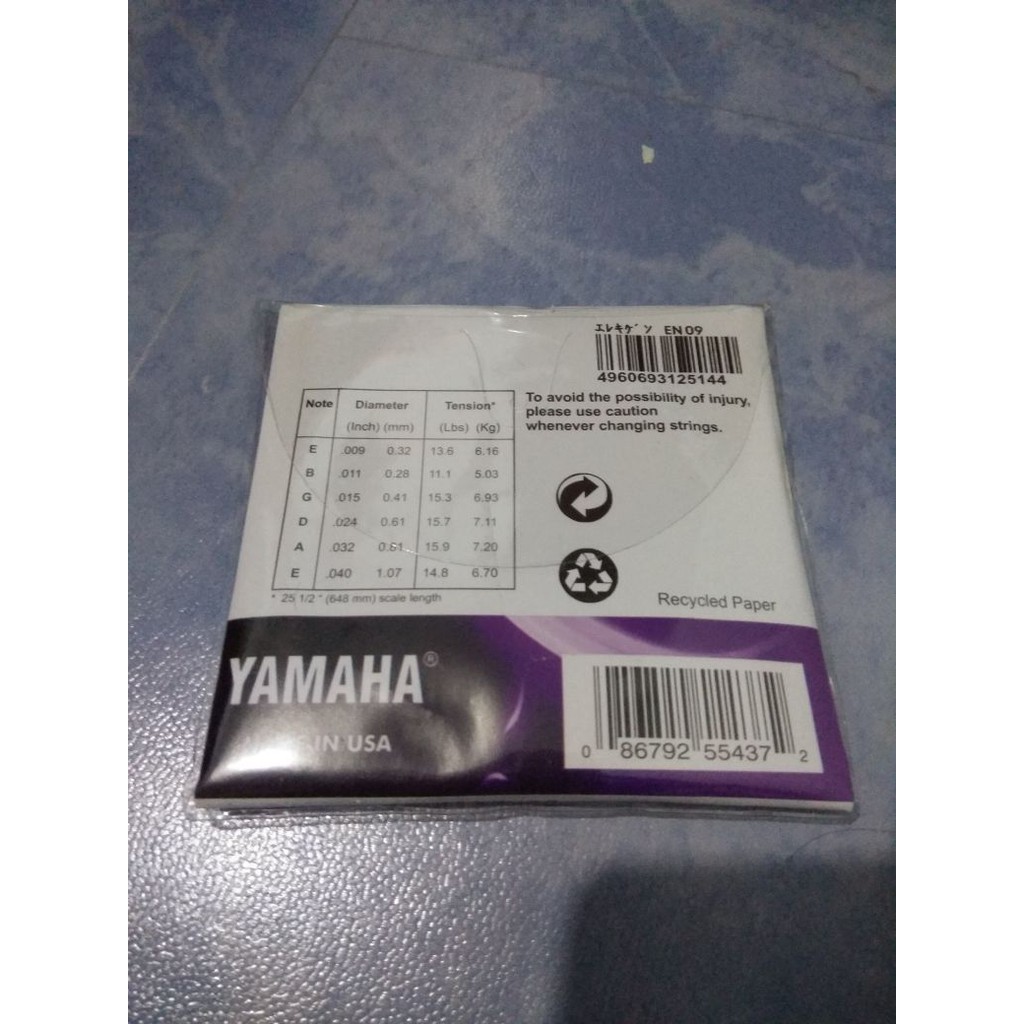 エレキゲン EN09
4960693125144
To avoid the possibility of injury,
please use caution
whenever changing strings.
Note Diameter Tension*
(Inch) (mm) (Lbs) (Kg)
E .009 0.32 13.6 6.16
B .011 0.28 11.1 5.03
G .015 0.41 15.3 6.93
D .024 0.61 15.7 7.11
A .032 0.81 15.9 7.20
E .040 1.07 14.8 6.70
* 25 1/2 " (648 mm) scale length
Recycled Paper
YAMAHA®
IN USA
0 86792 55437 2